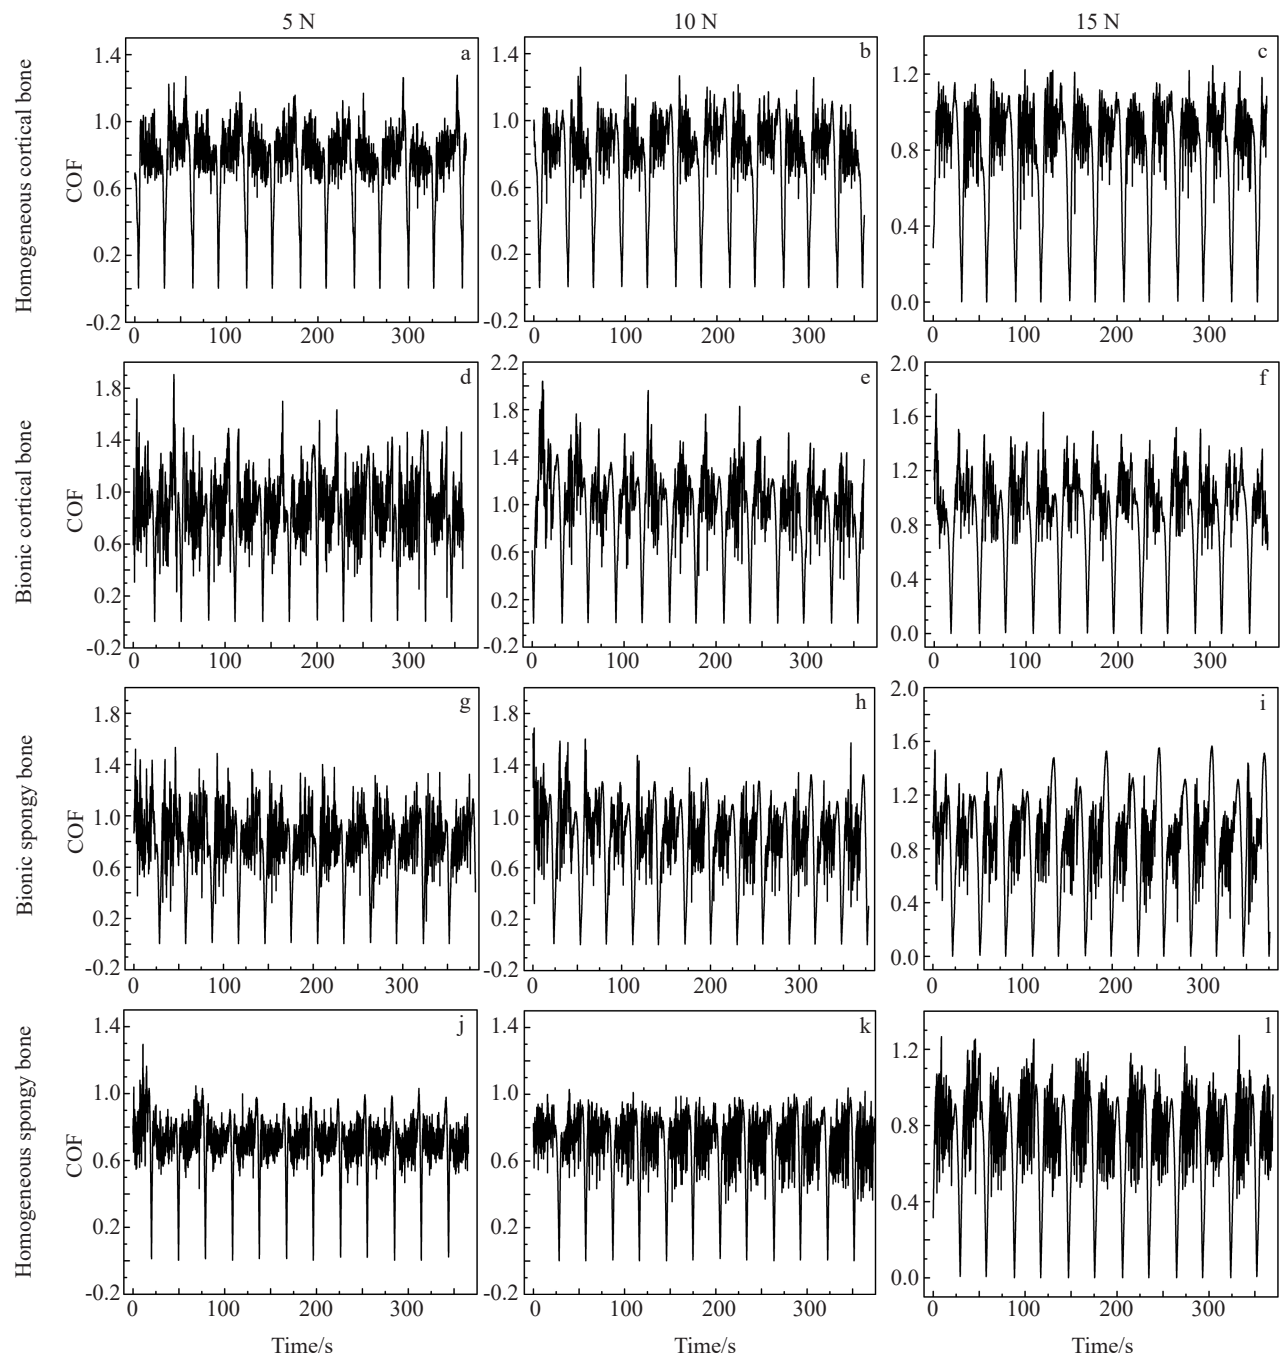 5 N 10 N 15 N
Homogeneous cortical bone
COF
1.4 1.0 0.6 0.2 -0.2
a
0 100 200 300
1.4 1.0 0.6 0.2 -0.2
b
0 100 200 300
1.2 0.8 0.4 0.0
c
0 100 200 300
Bionic cortical bone
COF
1.8 1.4 1.0 0.6 0.2 -0.2
d
0 100 200 300
2.2 1.8 1.4 1.0 0.6 0.2 -0.2
e
0 100 200 300
2.0 1.6 1.2 0.8 0.4 0.0
f
0 100 200 300
Bionic spongy bone
COF
1.8 1.4 1.0 0.6 0.2 -0.2
g
0 100 200 300
1.8 1.4 1.0 0.6 0.2 -0.2
h
0 100 200 300
2.0 1.6 1.2 0.8 0.4 0.0
i
0 100 200 300
Homogeneous spongy bone
COF
1.4 1.0 0.6 0.2 -0.2
j
0 100 200 300
Time/s
1.4 1.0 0.6 0.2 -0.2
k
0 100 200 300
Time/s
1.2 0.8 0.4 0.0
l
0 100 200 300
Time/s